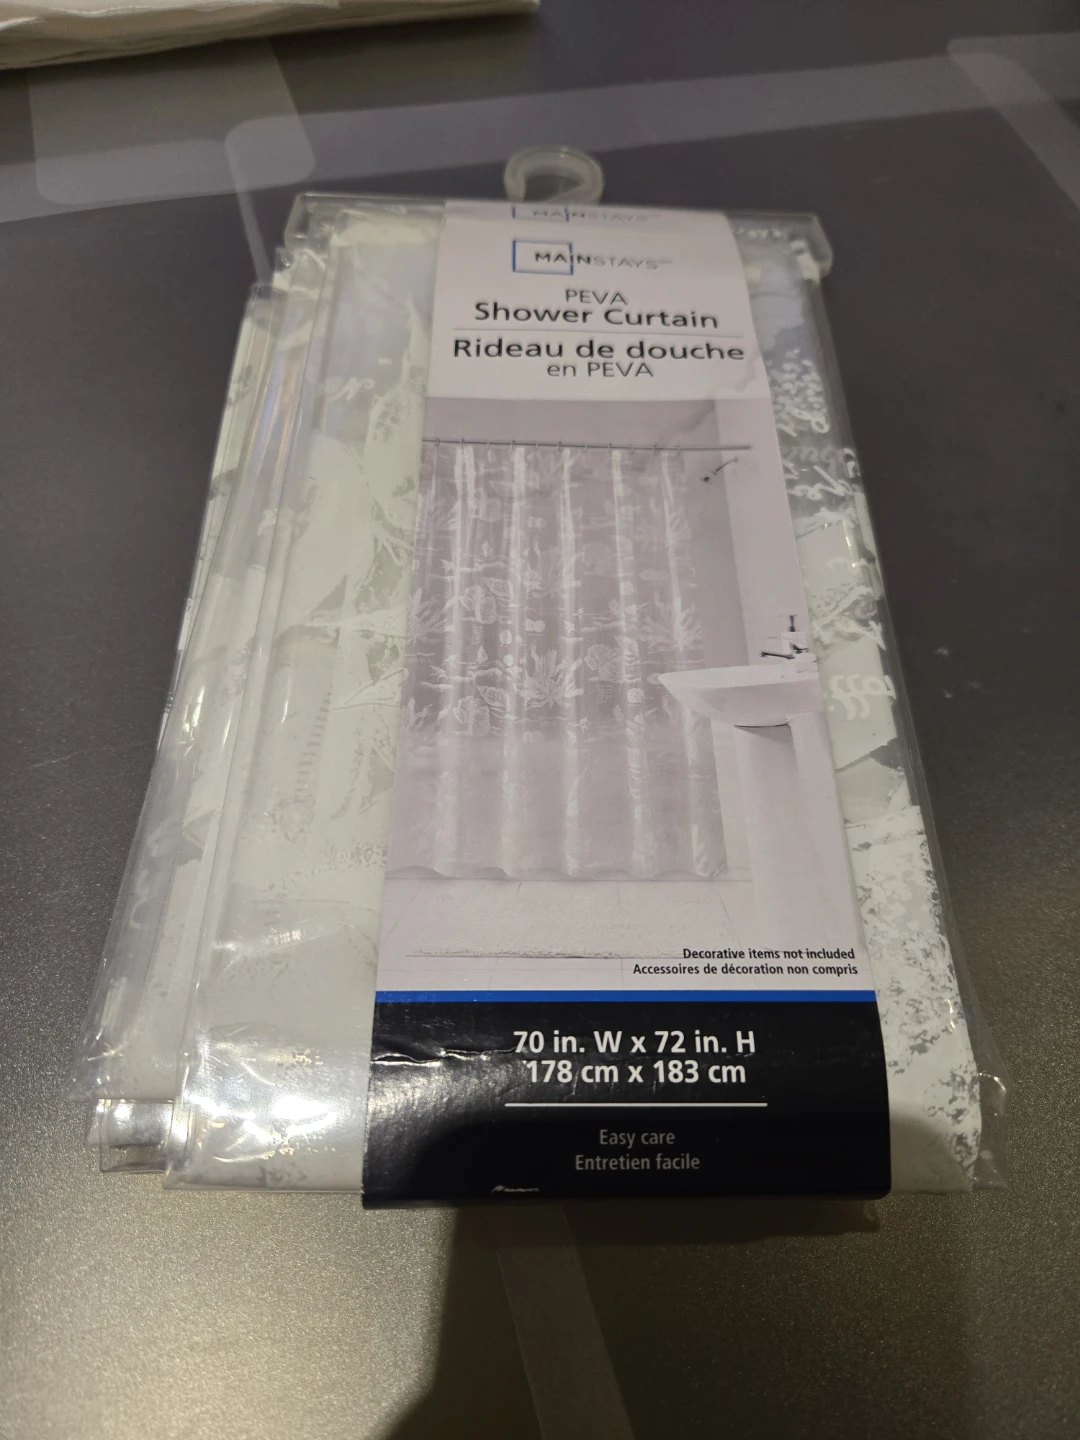 MAINSTAYS
MAINSTAYS
PEVA
Shower Curtain
Rideau de douche
en PEVA
Decorative items not included
Accessoires de décoration non compris
70 in. W x 72 in. H
178 cm x 183 cm
Easy care
Entretien facile